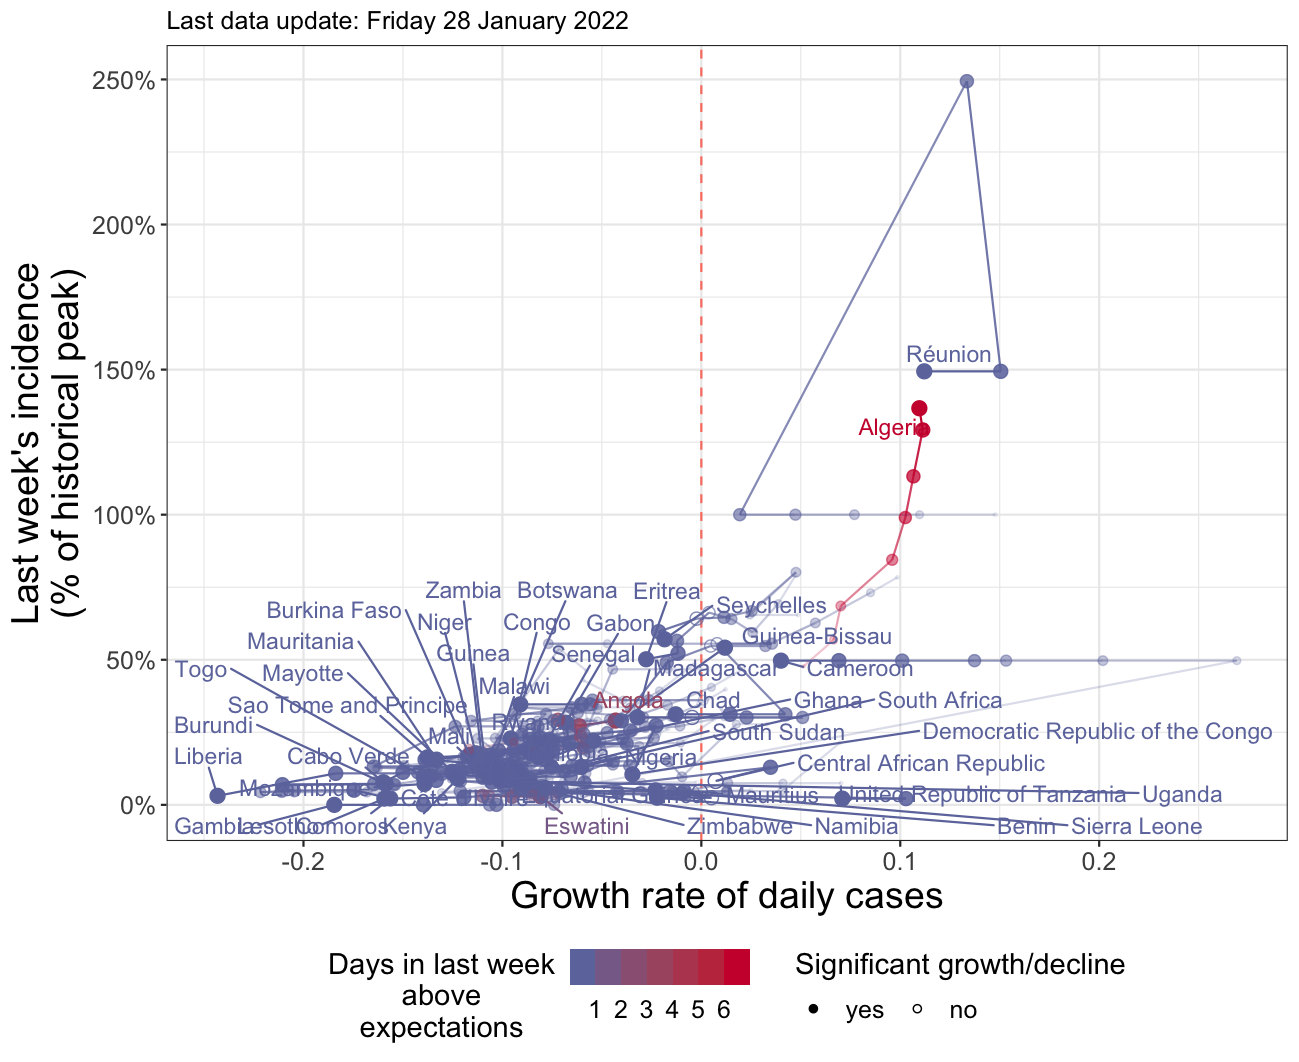 Last data update: Friday 28 January 2022
Last week's incidence
(% of historical peak)
250%
200%
150%
100%
50%
0%
Réunion
Algeria
Zambia
Botswana
Eritrea
Seychelles
Burkina Faso
Niger
Congo
Gabon
Guinea-Bissau
Mauritania
Guinea
Senegal
Madagascar
Cameroon
Togo
Mayotte
Malawi
Angola
Chad
Ghana
South Africa
Sao Tome and Principe
Burundi
Mali
Rwanda
South Sudan
Democratic Republic of the Congo
Liberia
Cabo Verde
Nigeria
Central African Republic
Mozambique
Mauritius
United Republic of Tanzania
Uganda
Gambia
Lesotho
Comoros
Kenya
Eswatini
Zimbabwe
Namibia
Benin
Sierra Leone
-0.2
-0.1
0.0
0.1
0.2
Growth rate of daily cases
Days in last week
above
expectations
1 2 3 4 5 6
Significant growth/decline
yes
no